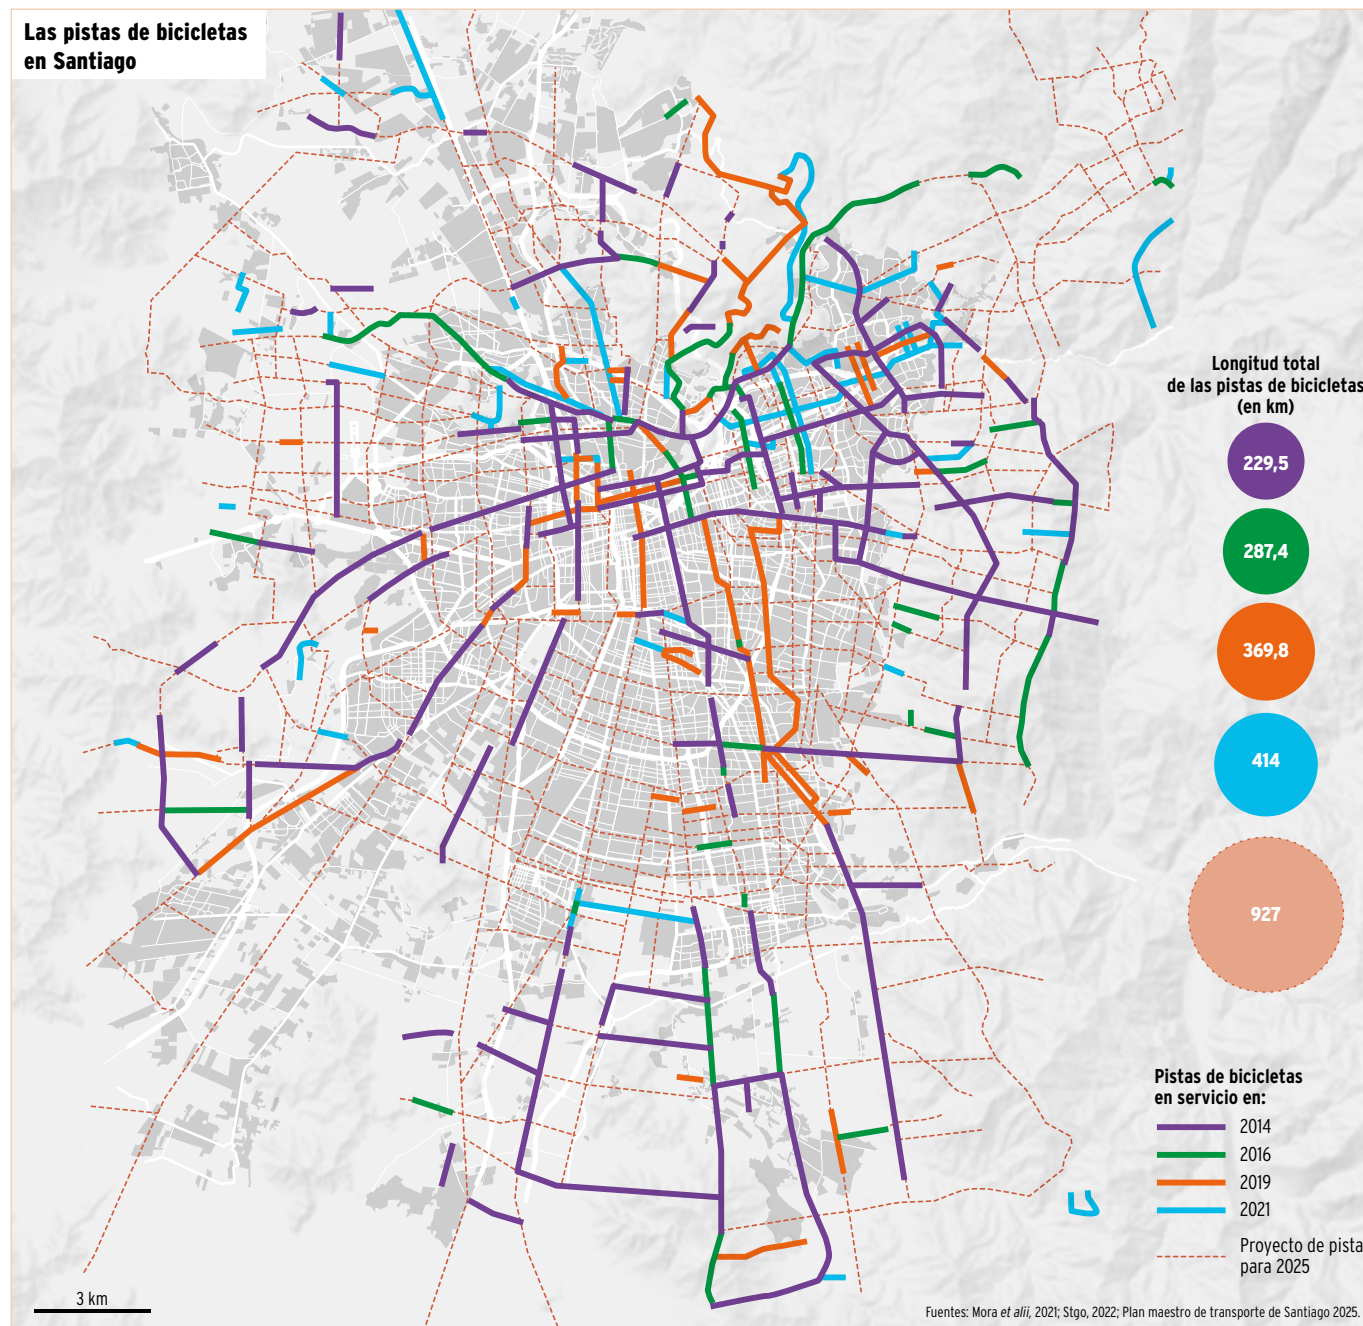 Las pistas de bicicletas
en Santiago
Longitud total
de las pistas de bicicletas
(en km)
229,5
287,4
369,8
414
927
Pistas de bicicletas
en servicio en:
2014
2016
2019
2021
Proyecto de pista
para 2025
3 km
Fuentes: Mora et alii, 2021; Stgo, 2022; Plan maestro de transporte de Santiago 2025.